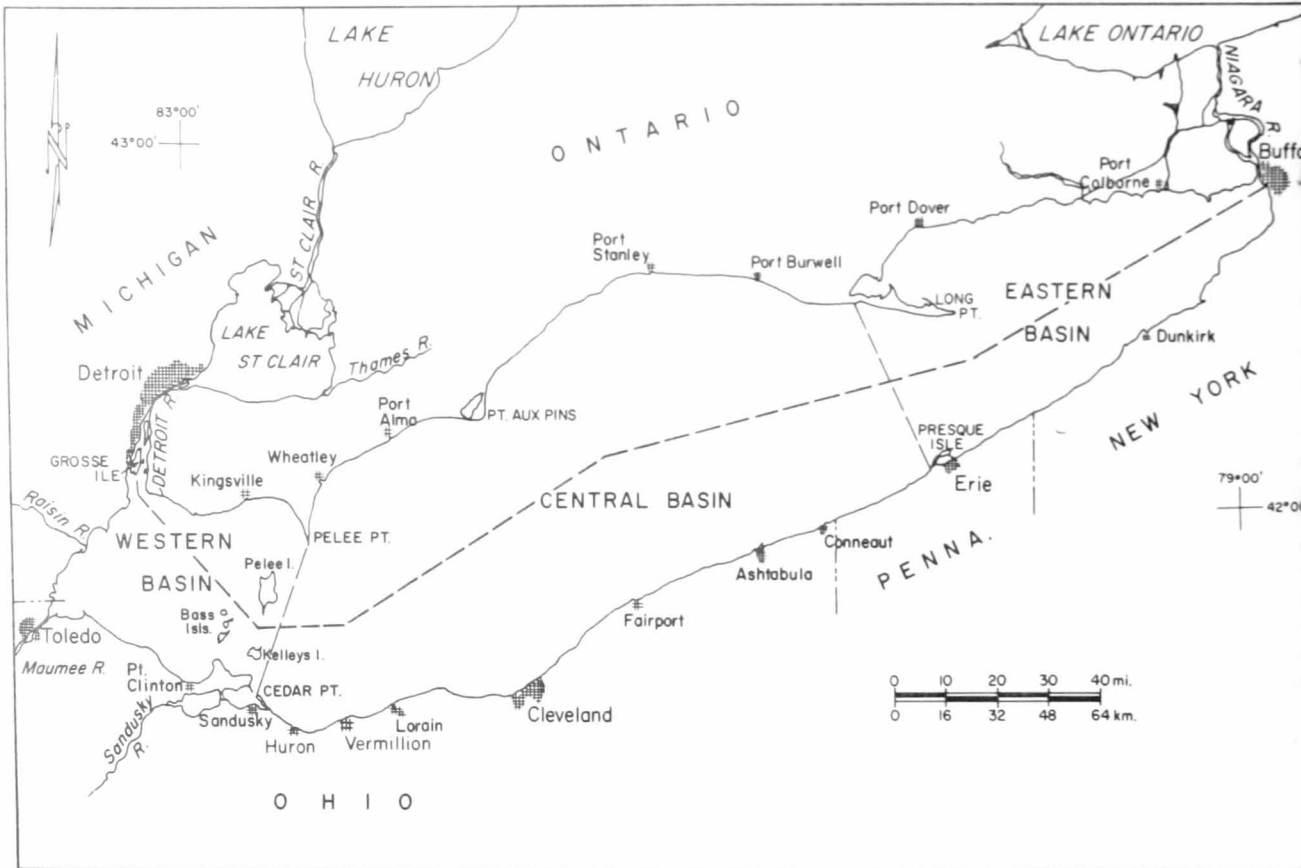 LAKE
HURON
LAKE ONTARIO
NIAGARA
R.
83°00'
43°00'
N
ONTARIO
Port
Colborne
Port Dover
ST CLAIR R.
MICHIGAN
Port
Stanley
Port Burwell
LONG
PT.
EASTERN
BASIN
LAKE
ST CLAIR
Thames R.
Dunkirk
Detroit
DETROIT R.
Port
Alma
PT. AUX PINS
NEW YORK
GROSSE
ILE
Wheatley
PRESQUE
ISLE
Erie
Kingsville
79°00'
Raisin R.
CENTRAL BASIN
WESTERN
BASIN
PELEE PT.
Conneaut
PENNA.
Pelee I.
Ashtabula
Bass
Isls.
Fairport
Toledo
Maumee R.
Kelleys I.
Pt.
Clinton
CEDAR PT.
0 10 20 30 40 mi.
0 16 32 48 64 km.
Sandusky
Sandusky
R.
Lorain
Cleveland
Huron
Vermillion
OHIO